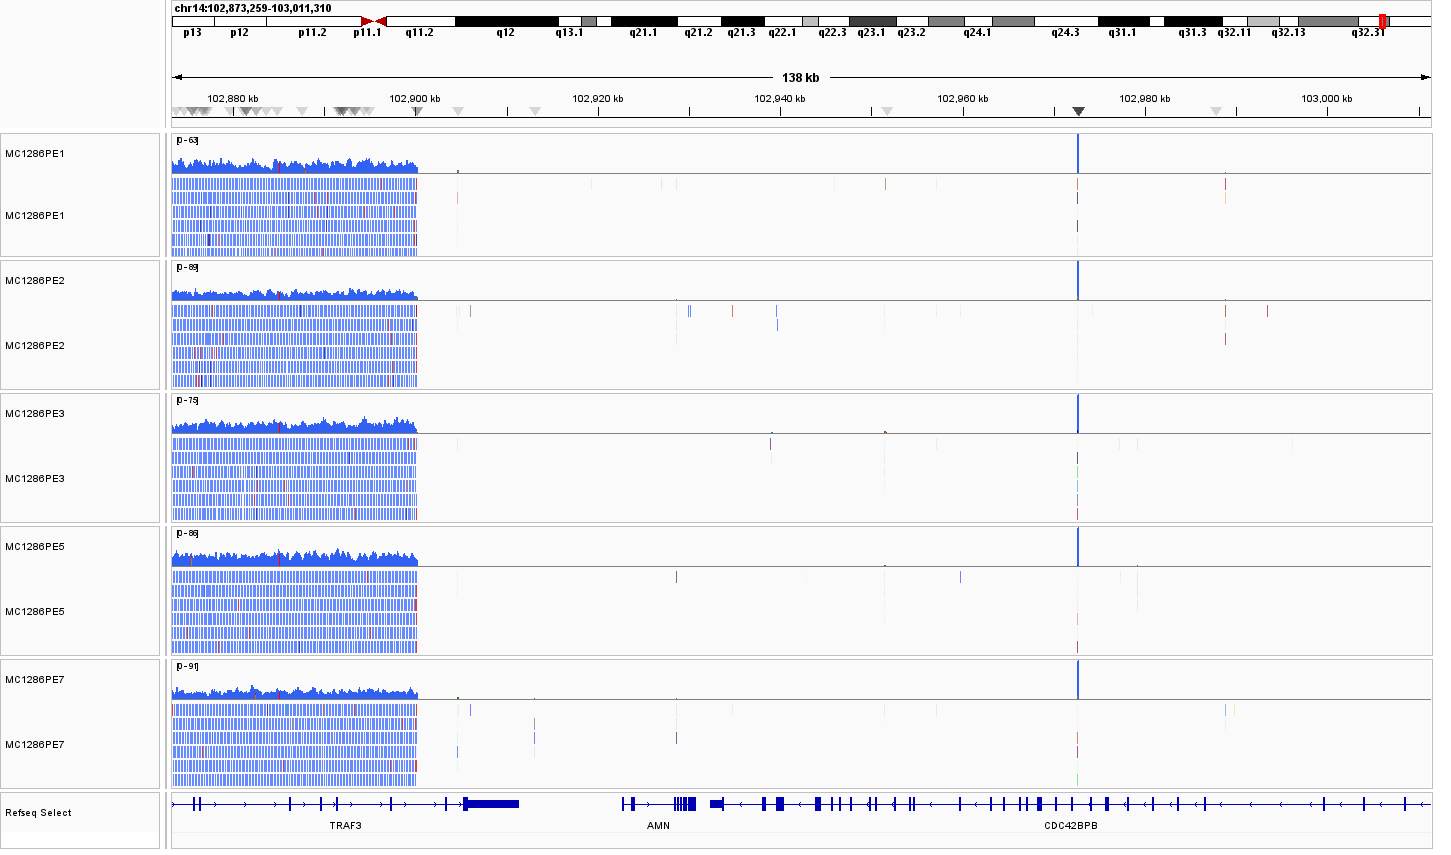 chr14:102,873,259-103,011,310
p13 p12 p11.2 p11.1 q11.2 q12 q13.1 q21.1 q21.2 q21.3 q22.1 q22.3 q23.1 q23.2 q24.1 q24.3 q31.1 q31.3 q32.11 q32.13 q32.31
138 kb
102,880 kb 102,900 kb 102,920 kb 102,940 kb 102,960 kb 102,980 kb 103,000 kb
[0-63]
MC1286PE1
MC1286PE1
[0-89]
MC1286PE2
MC1286PE2
[0-75]
MC1286PE3
MC1286PE3
[0-86]
MC1286PE5
MC1286PE5
[0-91]
MC1286PE7
MC1286PE7
Refseq Select
TRAF3 AMN CDC42BPB